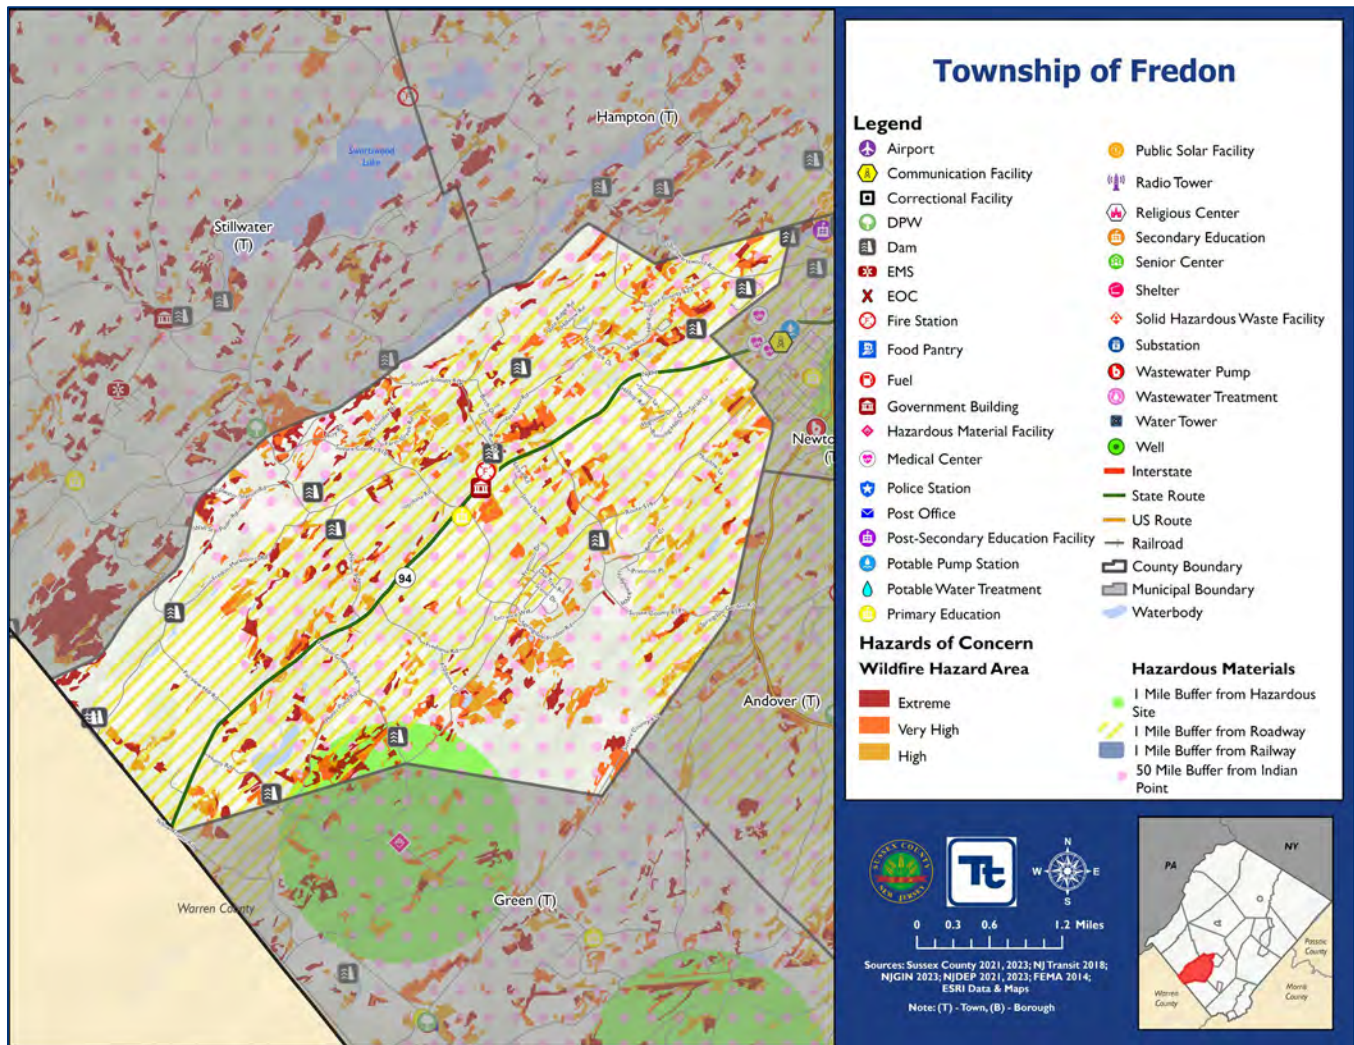 Township of Fredon
Legend
Airport
Communication Facility
Correctional Facility
DPW
Dam
EMS
EOC
Fire Station
Food Pantry
Fuel
Government Building
Hazardous Material Facility
Medical Center
Police Station
Post Office
Post-Secondary Education Facility
Potable Pump Station
Potable Water Treatment
Primary Education
Public Solar Facility
Radio Tower
Religious Center
Secondary Education
Senior Center
Shelter
Solid Hazardous Waste Facility
Substation
Wastewater Pump
Wastewater Treatment
Water Tower
Well
Interstate
State Route
US Route
Railroad
County Boundary
Municipal Boundary
Waterbody
Hazards of Concern
Wildfire Hazard Area
Extreme
Very High
High
Hazardous Materials
1 Mile Buffer from Hazardous
Site
1 Mile Buffer from Roadway
1 Mile Buffer from Railway
50 Mile Buffer from Indian
Point
Hampton (T)
Swartswood
Lake
Stillwater
(T)
Newto
(T
94
Andover (T)
Green (T)
Warren County
SUSSEX COUNTY
NEW JERSEY
Tt
N
W
E
S
0 0.3 0.6 1.2 Miles
Sources: Sussex County 2021, 2023; NJ Transit 2018;
NJGIN 2023; NJDEP 2021, 2023; FEMA 2014;
ESRI Data & Maps
Note: (T) - Town, (B) - Borough
PA
NY
Passaic
County
Warren
County
Morris
County